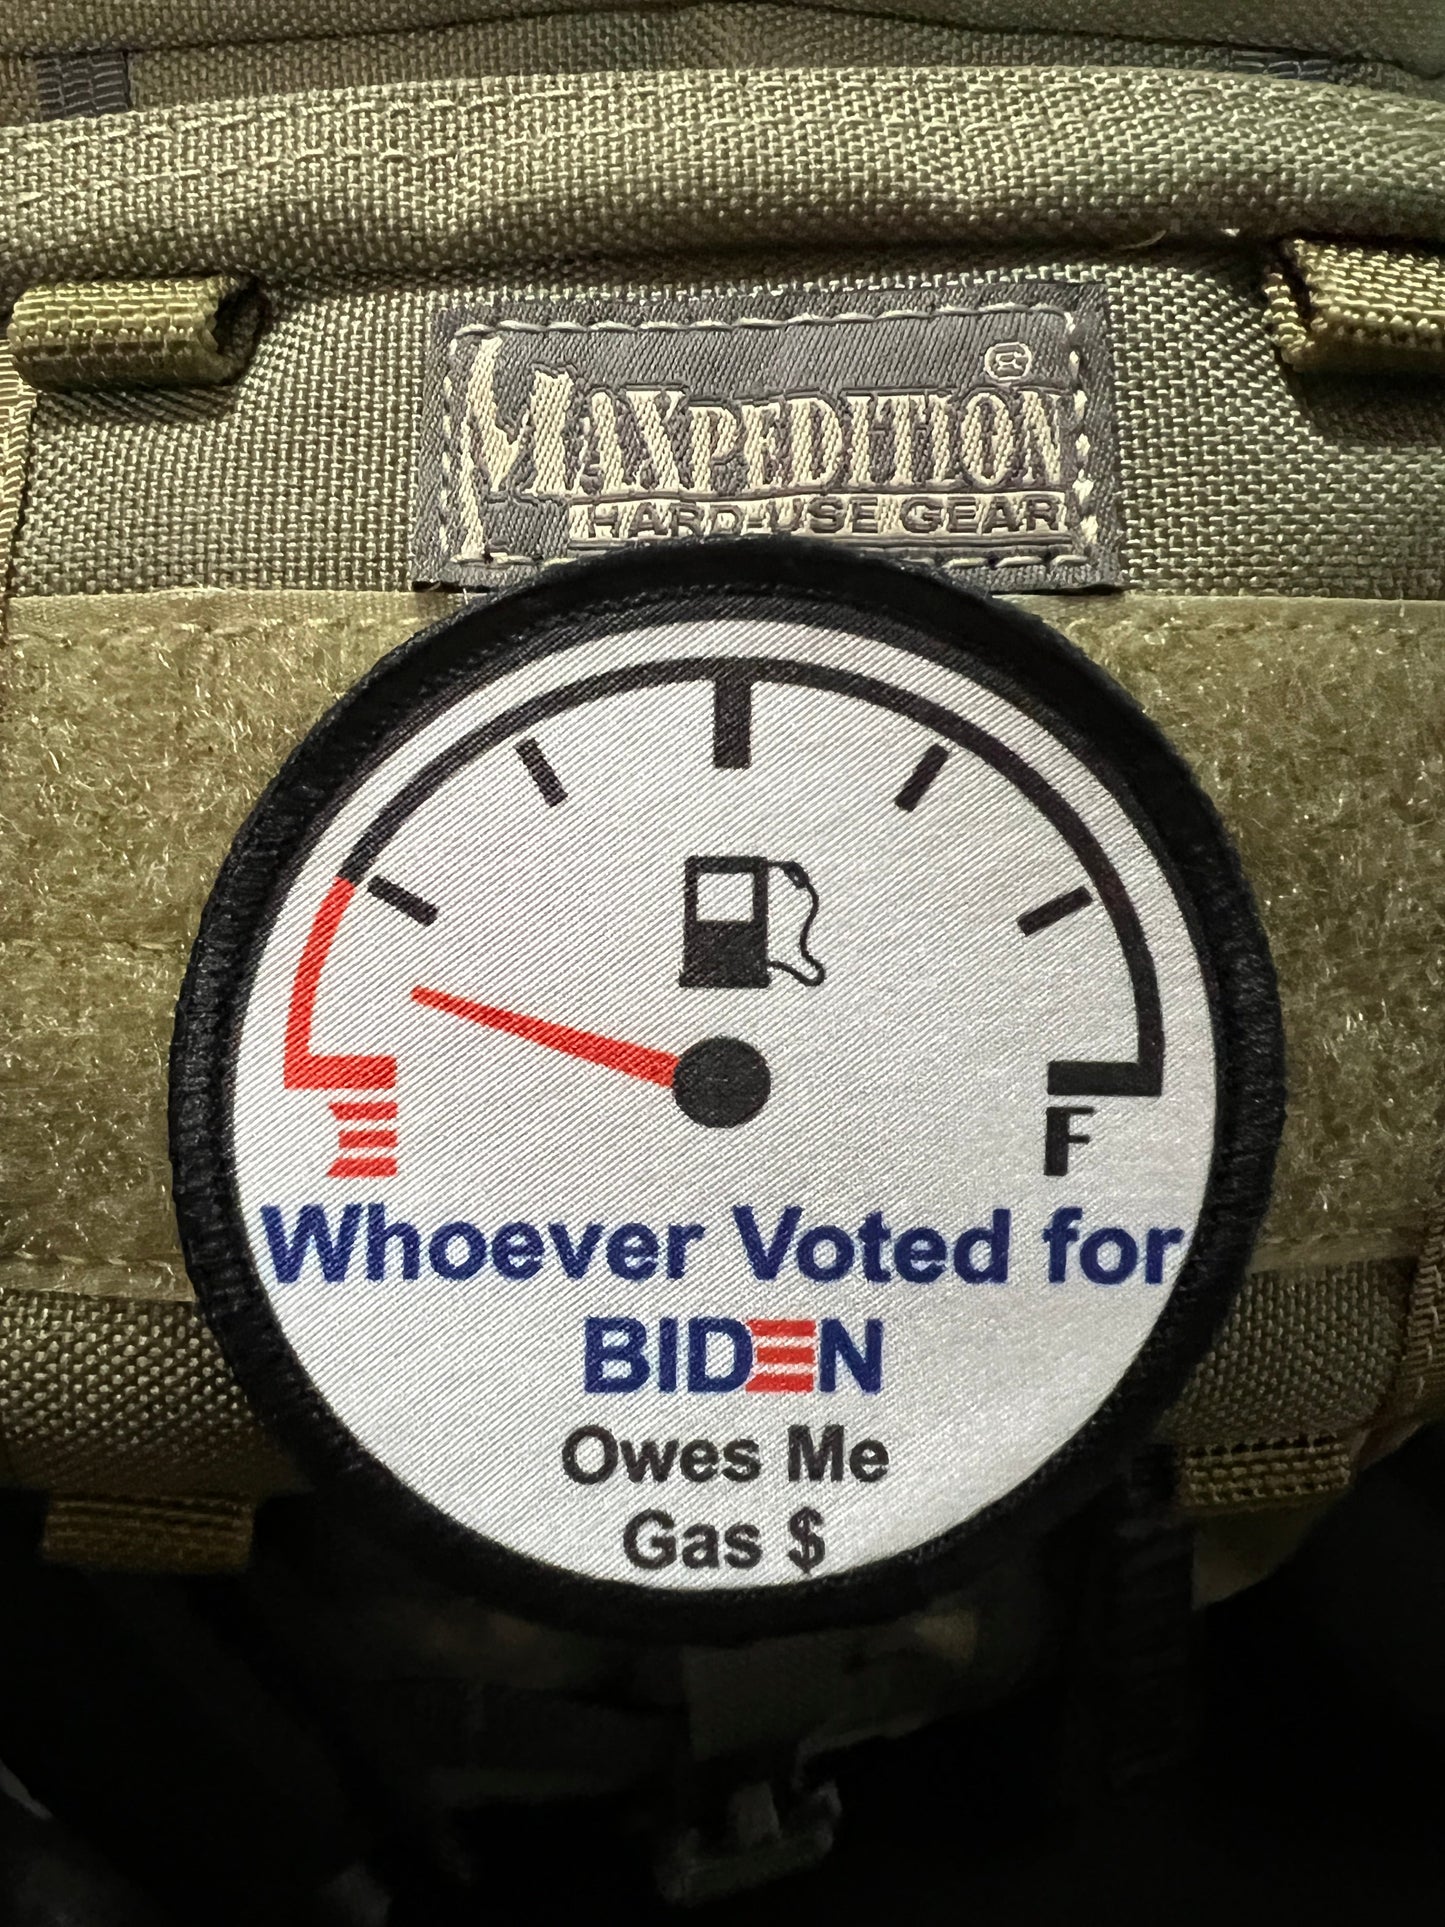 MAXPEDITION®
HARD-USE GEAR
E
F
Whoever Voted for
BIDEN
Owes Me
Gas $